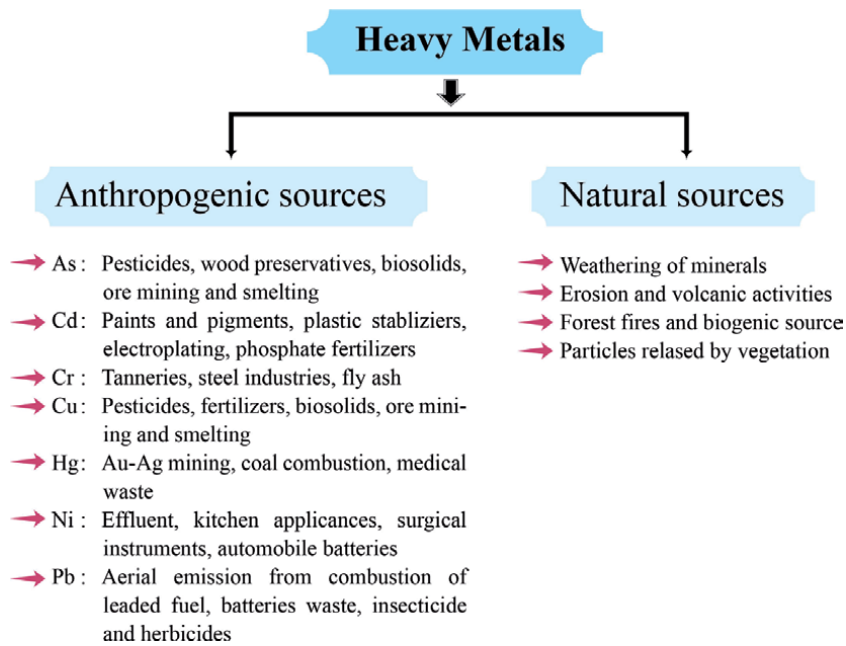 Heavy Metals
Anthropogenic sources
As : Pesticides, wood preservatives, biosolids,
ore mining and smelting
Cd: Paints and pigments, plastic stabliziers,
electroplating, phosphate fertilizers
Cr : Tanneries, steel industries, fly ash
Cu: Pesticides, fertilizers, biosolids, ore mini-
ing and smelting
Hg: Au-Ag mining, coal combustion, medical
waste
Ni : Effluent, kitchen applicances, surgical
instruments, automobile batteries
Pb : Aerial emission from combustion of
leaded fuel, batteries waste, insecticide
and herbicides
Natural sources
Weathering of minerals
Erosion and volcanic activities
Forest fires and biogenic source
Particles relased by vegetation